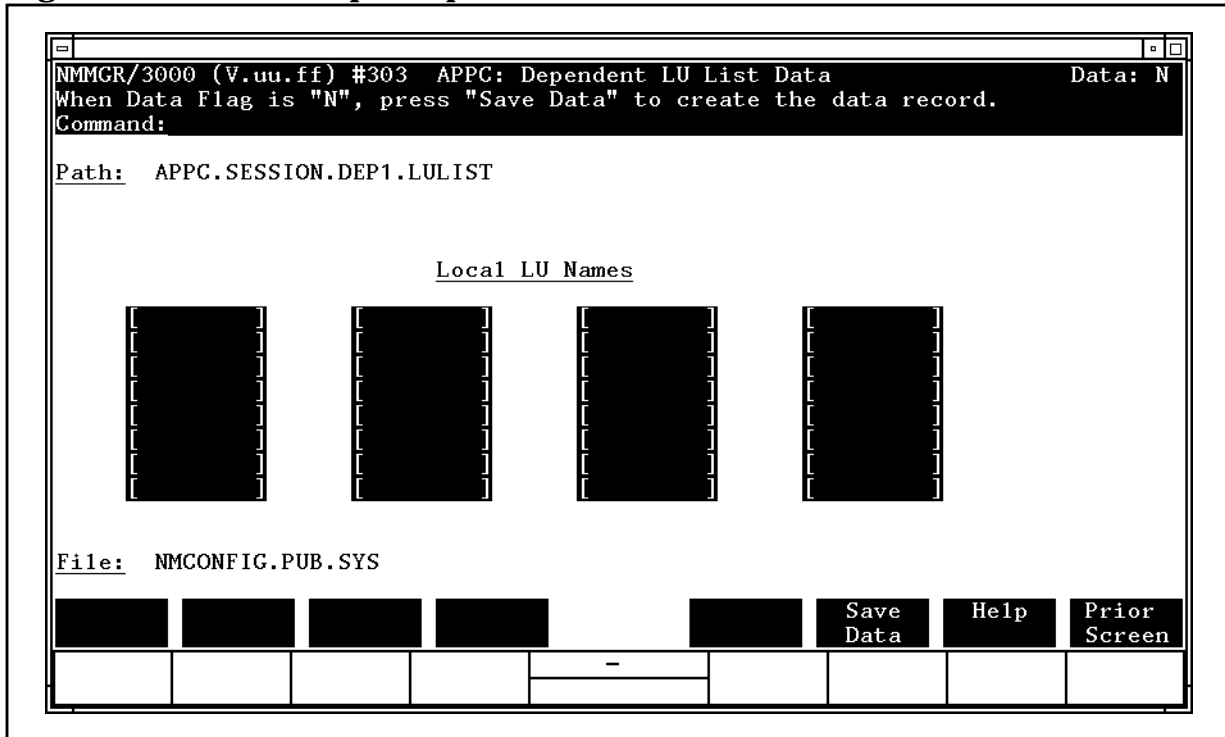 NMMGR/3000 (V.uu.ff) #303 APPC: Dependent LU List Data Data: N
When Data Flag is "N", press "Save Data" to create the data record.
Command:
Path: APPC.SESSION.DEP1.LULIST
Local LU Names
[ ] [ ] [ ] [ ]
[ ] [ ] [ ] [ ]
[ ] [ ] [ ] [ ]
[ ] [ ] [ ] [ ]
[ ] [ ] [ ] [ ]
[ ] [ ] [ ] [ ]
[ ] [ ] [ ] [ ]
[ ] [ ] [ ] [ ]
File: NMCONFIG.PUB.SYS
Save Data Help Prior Screen